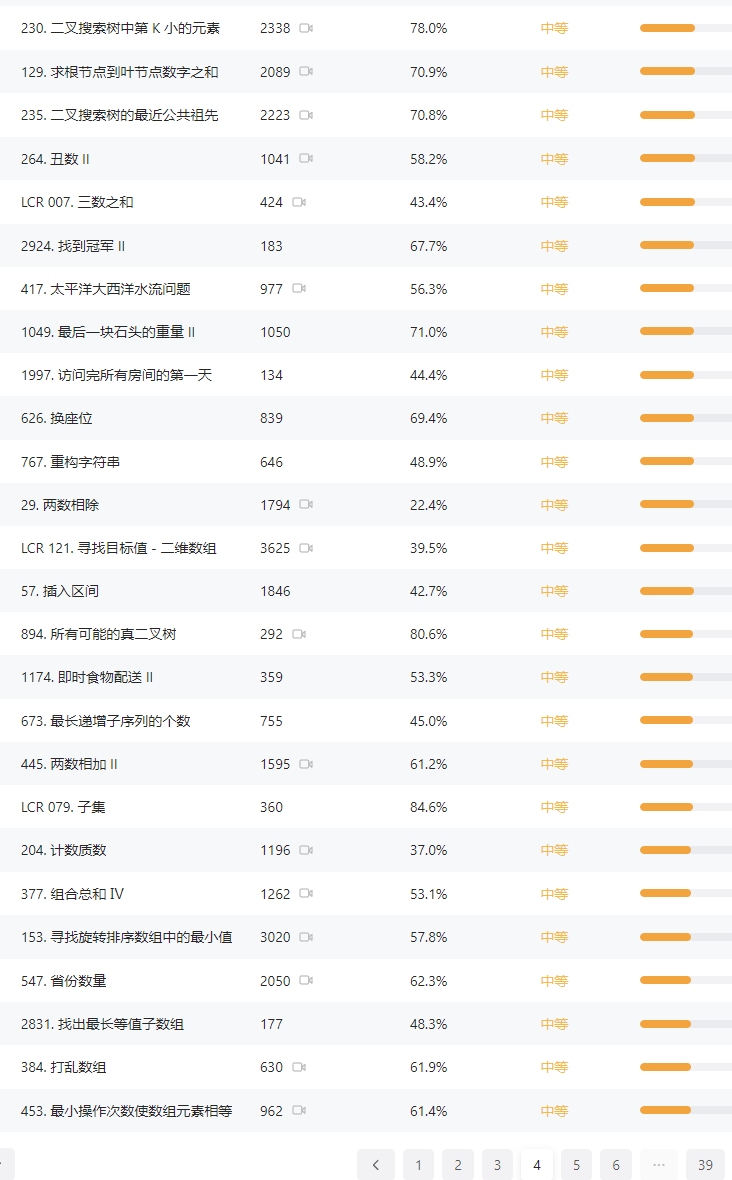 230. 二叉搜索树中第 K 小的元素 2338 78.0% 中等
129. 求根节点到叶节点数字之和 2089 70.9% 中等
235. 二叉搜索树的最近公共祖先 2223 70.8% 中等
264. 丑数 II 1041 58.2% 中等
LCR 007. 三数之和 424 43.4% 中等
2924. 找到冠军 II 183 67.7% 中等
417. 太平洋大西洋水流问题 977 56.3% 中等
1049. 最后一块石头的重量 II 1050 71.0% 中等
1997. 访问完所有房间的第一天 134 44.4% 中等
626. 换座位 839 69.4% 中等
767. 重构字符串 646 48.9% 中等
29. 两数相除 1794 22.4% 中等
LCR 121. 寻找目标值 - 二维数组 3625 39.5% 中等
57. 插入区间 1846 42.7% 中等
894. 所有可能的真二叉树 292 80.6% 中等
1174. 即时食物配送 II 359 53.3% 中等
673. 最长递增子序列的个数 755 45.0% 中等
445. 两数相加 II 1595 61.2% 中等
LCR 079. 子集 360 84.6% 中等
204. 计数质数 1196 37.0% 中等
377. 组合总和 Ⅳ 1262 53.1% 中等
153. 寻找旋转排序数组中的最小值 3020 57.8% 中等
547. 省份数量 2050 62.3% 中等
2831. 找出最长等值子数组 177 48.3% 中等
384. 打乱数组 630 61.9% 中等
453. 最小操作次数使数组元素相等 962 61.4% 中等
1 2 3 4 5 6 ··· 39